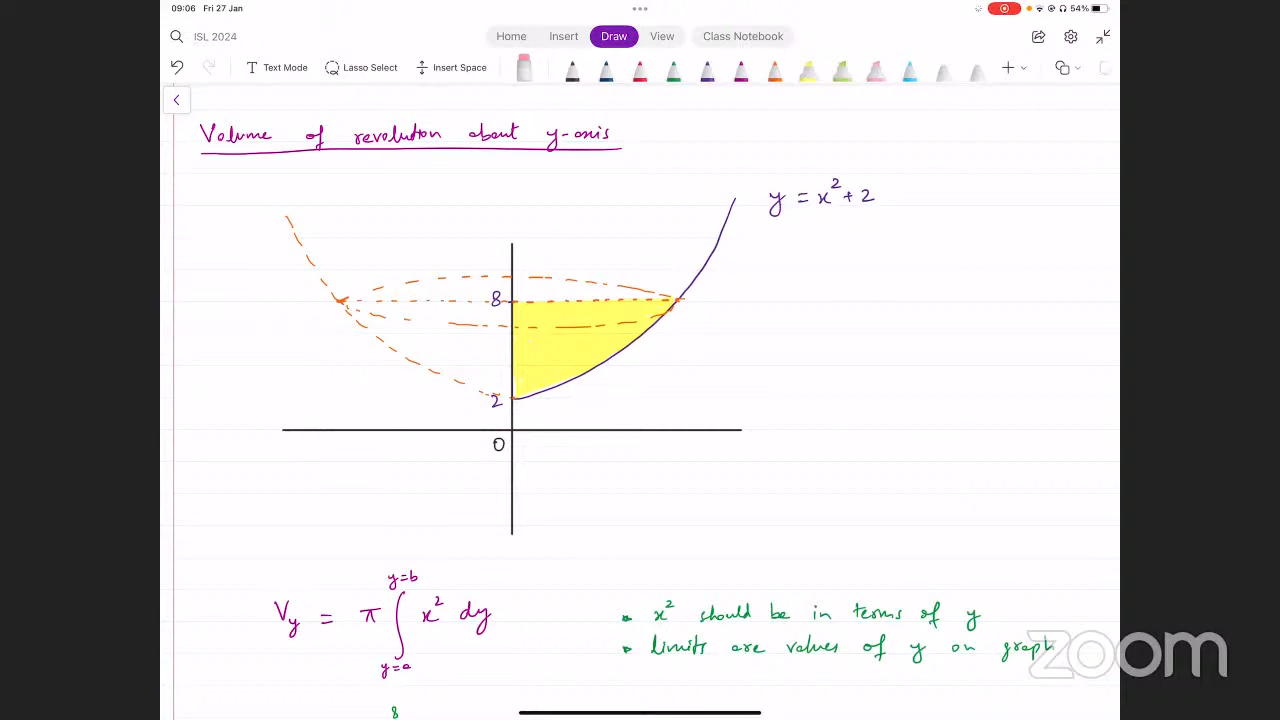 09:06 Fri 27 Jan
54%
ISL 2024
Home Insert Draw View Class Notebook
Text Mode Lasso Select Insert Space
Volume of revolution about y-axis
y = x² + 2
8
2
0
y=b
V_y = π ∫ x² dy
y=a
• x² should be in terms of y
• limits are values of y on graph
zoom
8